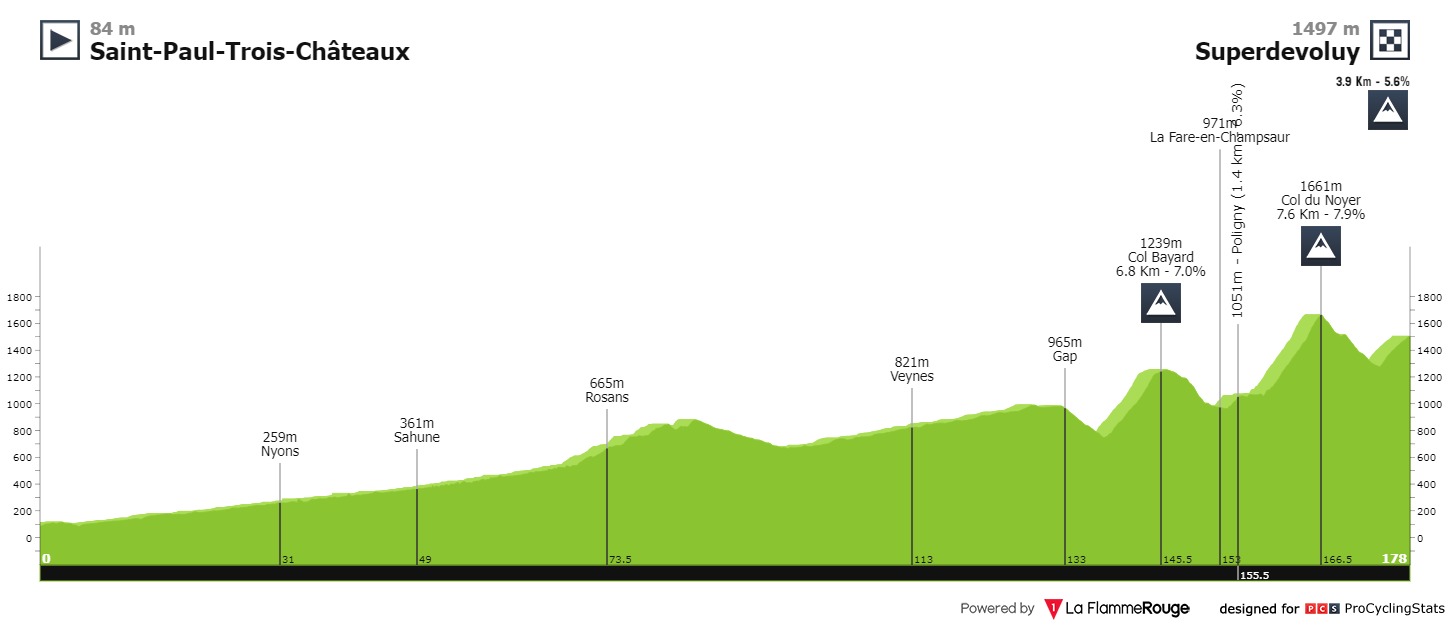 84 m
Saint-Paul-Trois-Châteaux
1497 m
Superdevoluy
3.9 Km - 5.6%
971m
La Fare-en-Champsaur
1051m - Poligny (1.4 km - 6.3%)
1661m
Col du Noyer
7.6 Km - 7.9%
1239m
Col Bayard
6.8 Km - 7.0%
965m
Gap
821m
Veynes
665m
Rosans
361m
Sahune
259m
Nyons
1800
1600
1400
1200
1000
800
600
400
200
0
1800
1600
1400
1200
1000
800
600
400
200
0
0
31
49
73.5
113
133
145.5
153
166.5
178
155.5
Powered by 1 La FlammeRouge designed for PCS ProCyclingStats